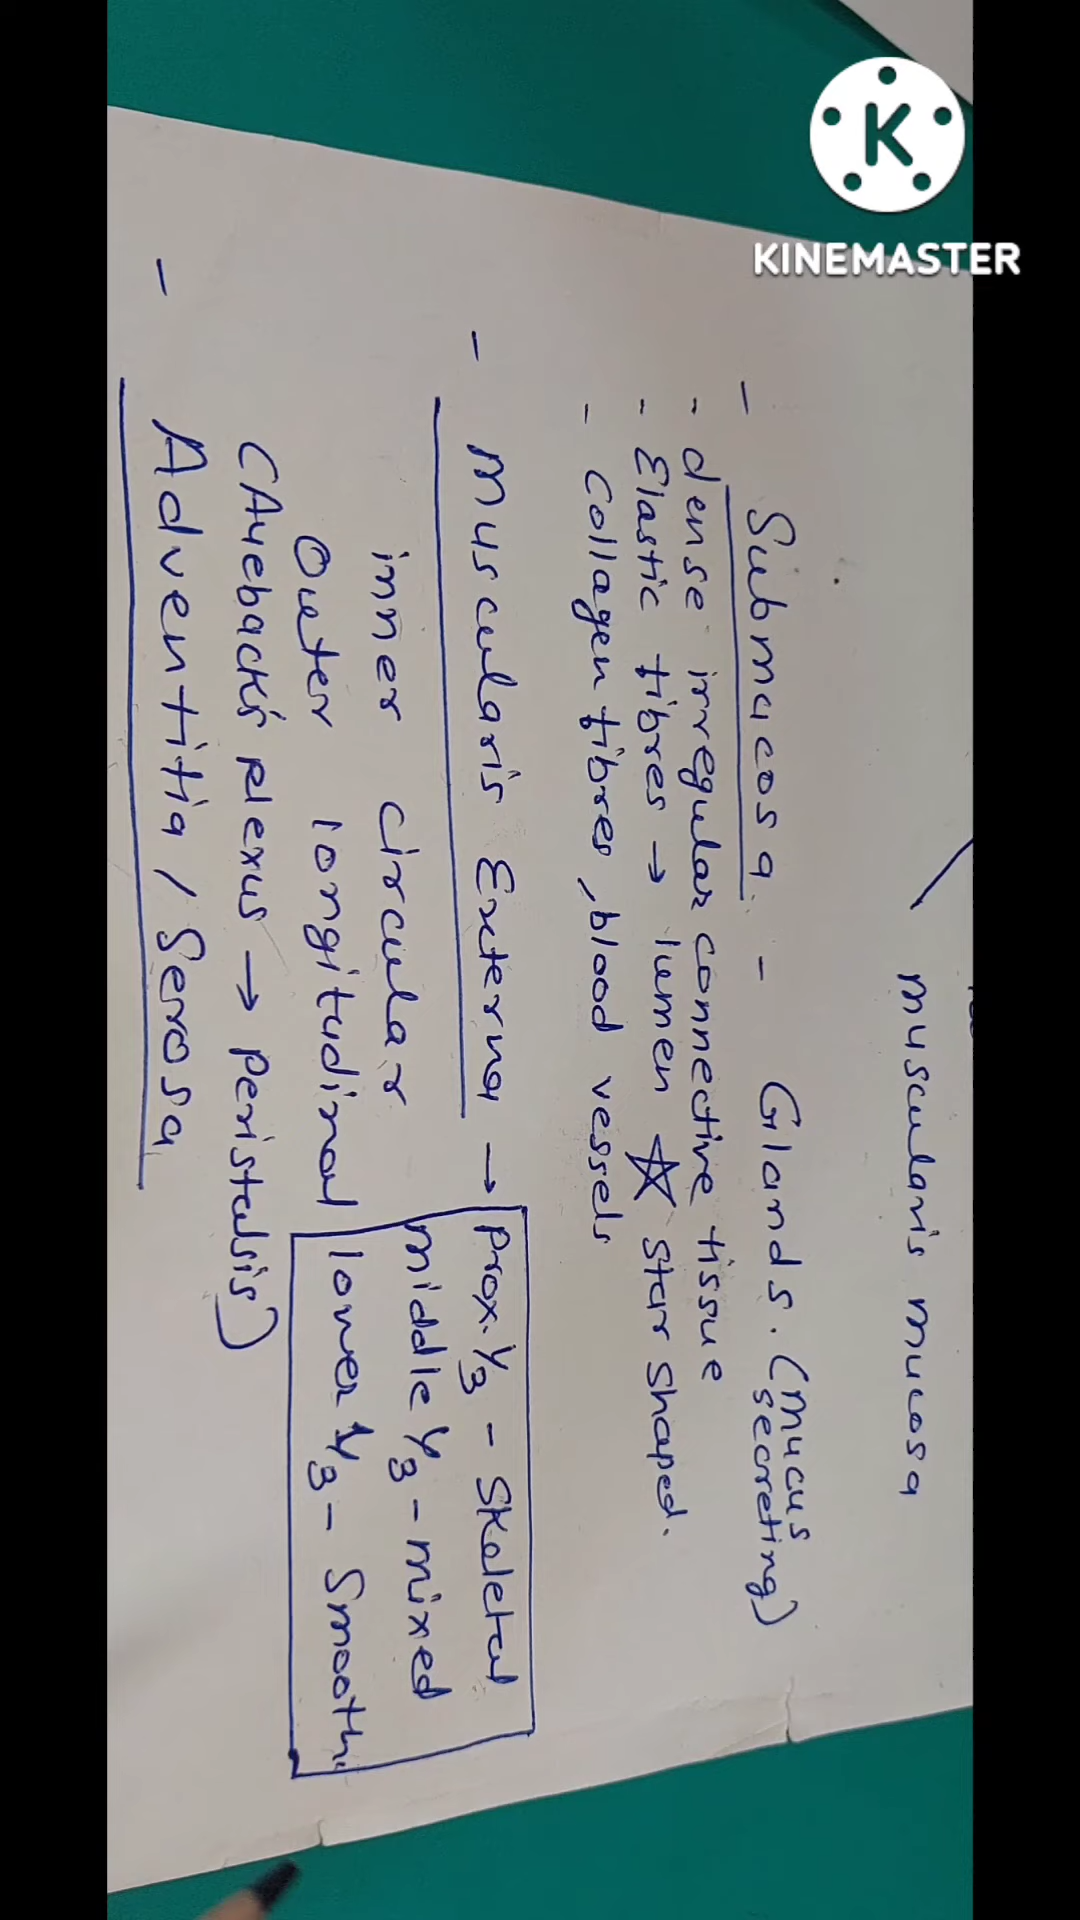 KINEMASTER
muscularis mucosa
- Submucosa - Glands. (mucus secreting)
- dense irregular connective tissue
- Elastic fibres → lumen ☆ star shaped.
- collagen fibres, blood vessels
- Muscularis Externa → prox. 1/3 - Skeletal
inner circular middle 1/3 - mixed
Outer longitudinal lower 1/3 - Smooth
(Aueback's plexus → peristalsis)
- Adventitia / Serosa